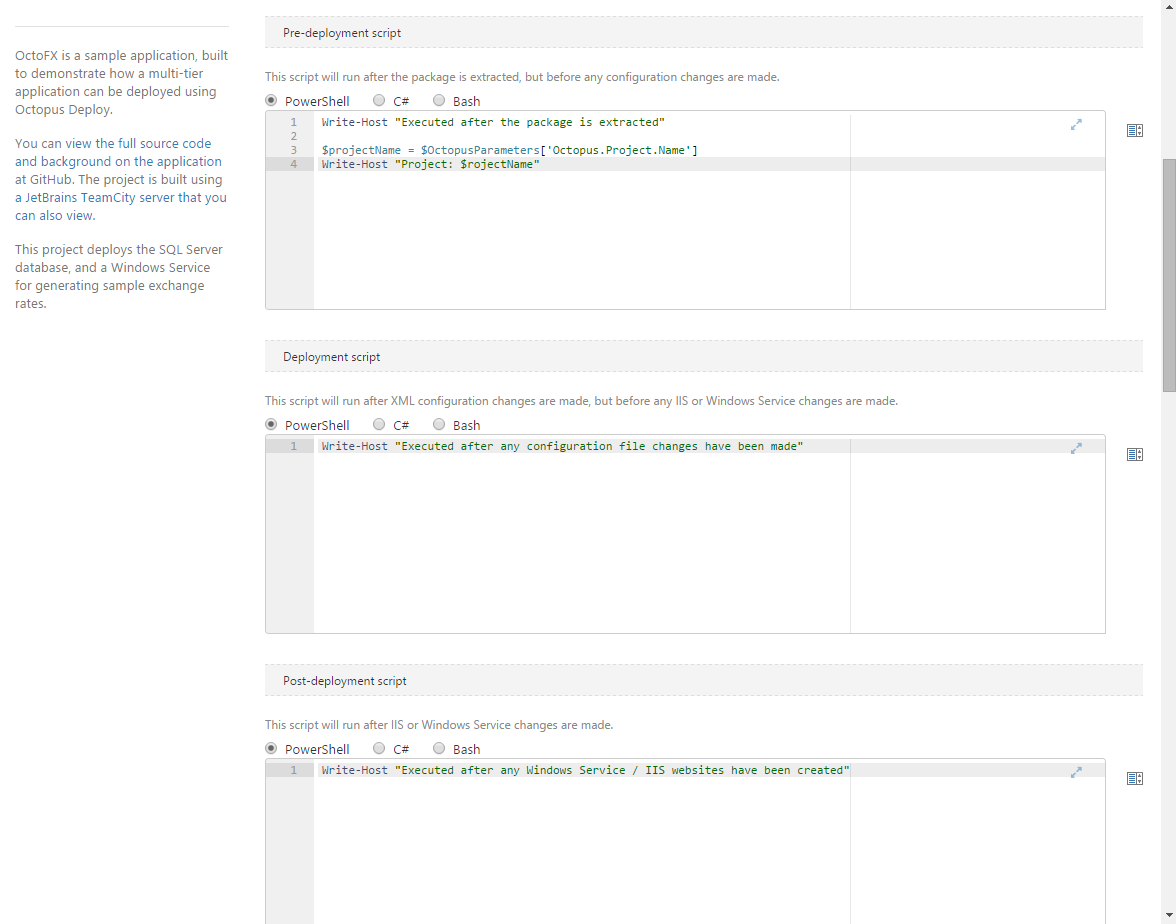 OctoFX is a sample application, built
to demonstrate how a multi-tier
application can be deployed using
Octopus Deploy.
You can view the full source code
and background on the application
at GitHub. The project is built using
a JetBrains TeamCity server that you
can also view.
This project deploys the SQL Server
database, and a Windows Service
for generating sample exchange
rates.
Pre-deployment script
This script will run after the package is extracted, but before any configuration changes are made.
PowerShell C# Bash
1 Write-Host "Executed after the package is extracted"
2
3 $projectName = $OctopusParameters['Octopus.Project.Name']
4 Write-Host "Project: $rojectName"
Deployment script
This script will run after XML configuration changes are made, but before any IIS or Windows Service changes are made.
PowerShell C# Bash
1 Write-Host "Executed after any configuration file changes have been made"
Post-deployment script
This script will run after IIS or Windows Service changes are made.
PowerShell C# Bash
1 Write-Host "Executed after any Windows Service / IIS websites have been created"